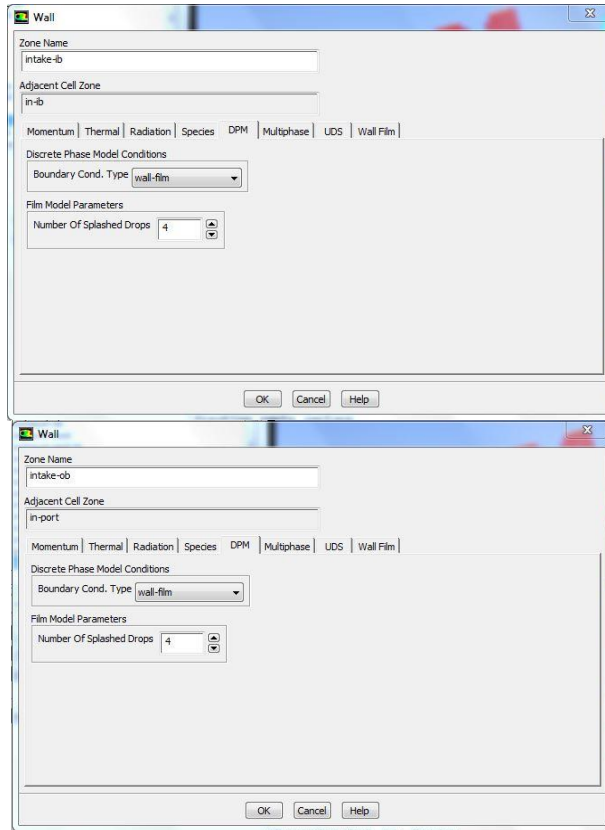 Wall
Zone Name
intake-ib
Adjacent Cell Zone
in-ib
Momentum Thermal Radiation Species DPM Multiphase UDS Wall Film
Discrete Phase Model Conditions
Boundary Cond. Type wall-film
Film Model Parameters
Number Of Splashed Drops 4
OK Cancel Help
Wall
Zone Name
intake-ob
Adjacent Cell Zone
in-port
Momentum Thermal Radiation Species DPM Multiphase UDS Wall Film
Discrete Phase Model Conditions
Boundary Cond. Type wall-film
Film Model Parameters
Number Of Splashed Drops 4
OK Cancel Help